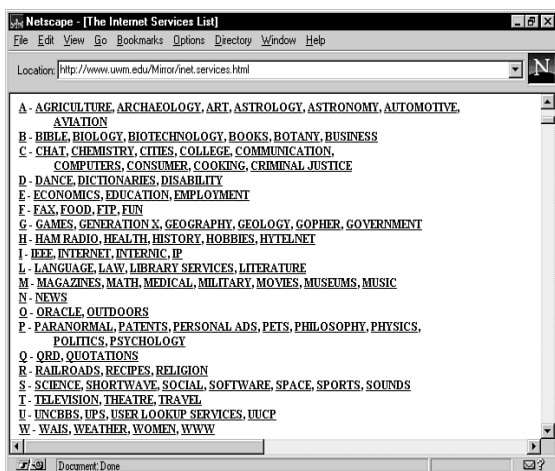 Netscape - [The Internet Services List]
File Edit View Go Bookmarks Options Directory Window Help
Location: http://www.uwm.edu/Mirror/inet.services.html
N
A - AGRICULTURE, ARCHAEOLOGY, ART, ASTROLOGY, ASTRONOMY, AUTOMOTIVE,
AVIATION
B - BIBLE, BIOLOGY, BIOTECHNOLOGY, BOOKS, BOTANY, BUSINESS
C - CHAT, CHEMISTRY, CITIES, COLLEGE, COMMUNICATION,
COMPUTERS, CONSUMER, COOKING, CRIMINAL JUSTICE
D - DANCE, DICTIONARIES, DISABILITY
E - ECONOMICS, EDUCATION, EMPLOYMENT
F - FAX, FOOD, FTP, FUN
G - GAMES, GENERATION X, GEOGRAPHY, GEOLOGY, GOPHER, GOVERNMENT
H - HAM RADIO, HEALTH, HISTORY, HOBBIES, HYTELNET
I - IEEE, INTERNET, INTERNIC, IP
L - LANGUAGE, LAW, LIBRARY SERVICES, LITERATURE
M - MAGAZINES, MATH, MEDICAL, MILITARY, MOVIES, MUSEUMS, MUSIC
N - NEWS
O - ORACLE, OUTDOORS
P - PARANORMAL, PATENTS, PERSONAL ADS, PETS, PHILOSOPHY, PHYSICS,
POLITICS, PSYCHOLOGY
Q - QRD, QUOTATIONS
R - RAILROADS, RECIPES, RELIGION
S - SCIENCE, SHORTWAVE, SOCIAL, SOFTWARE, SPACE, SPORTS, SOUNDS
T - TELEVISION, THEATRE, TRAVEL
U - UNCBBS, UPS, USER LOOKUP SERVICES, UUCP
W - WAIS, WEATHER, WOMEN, WWW
Document: Done